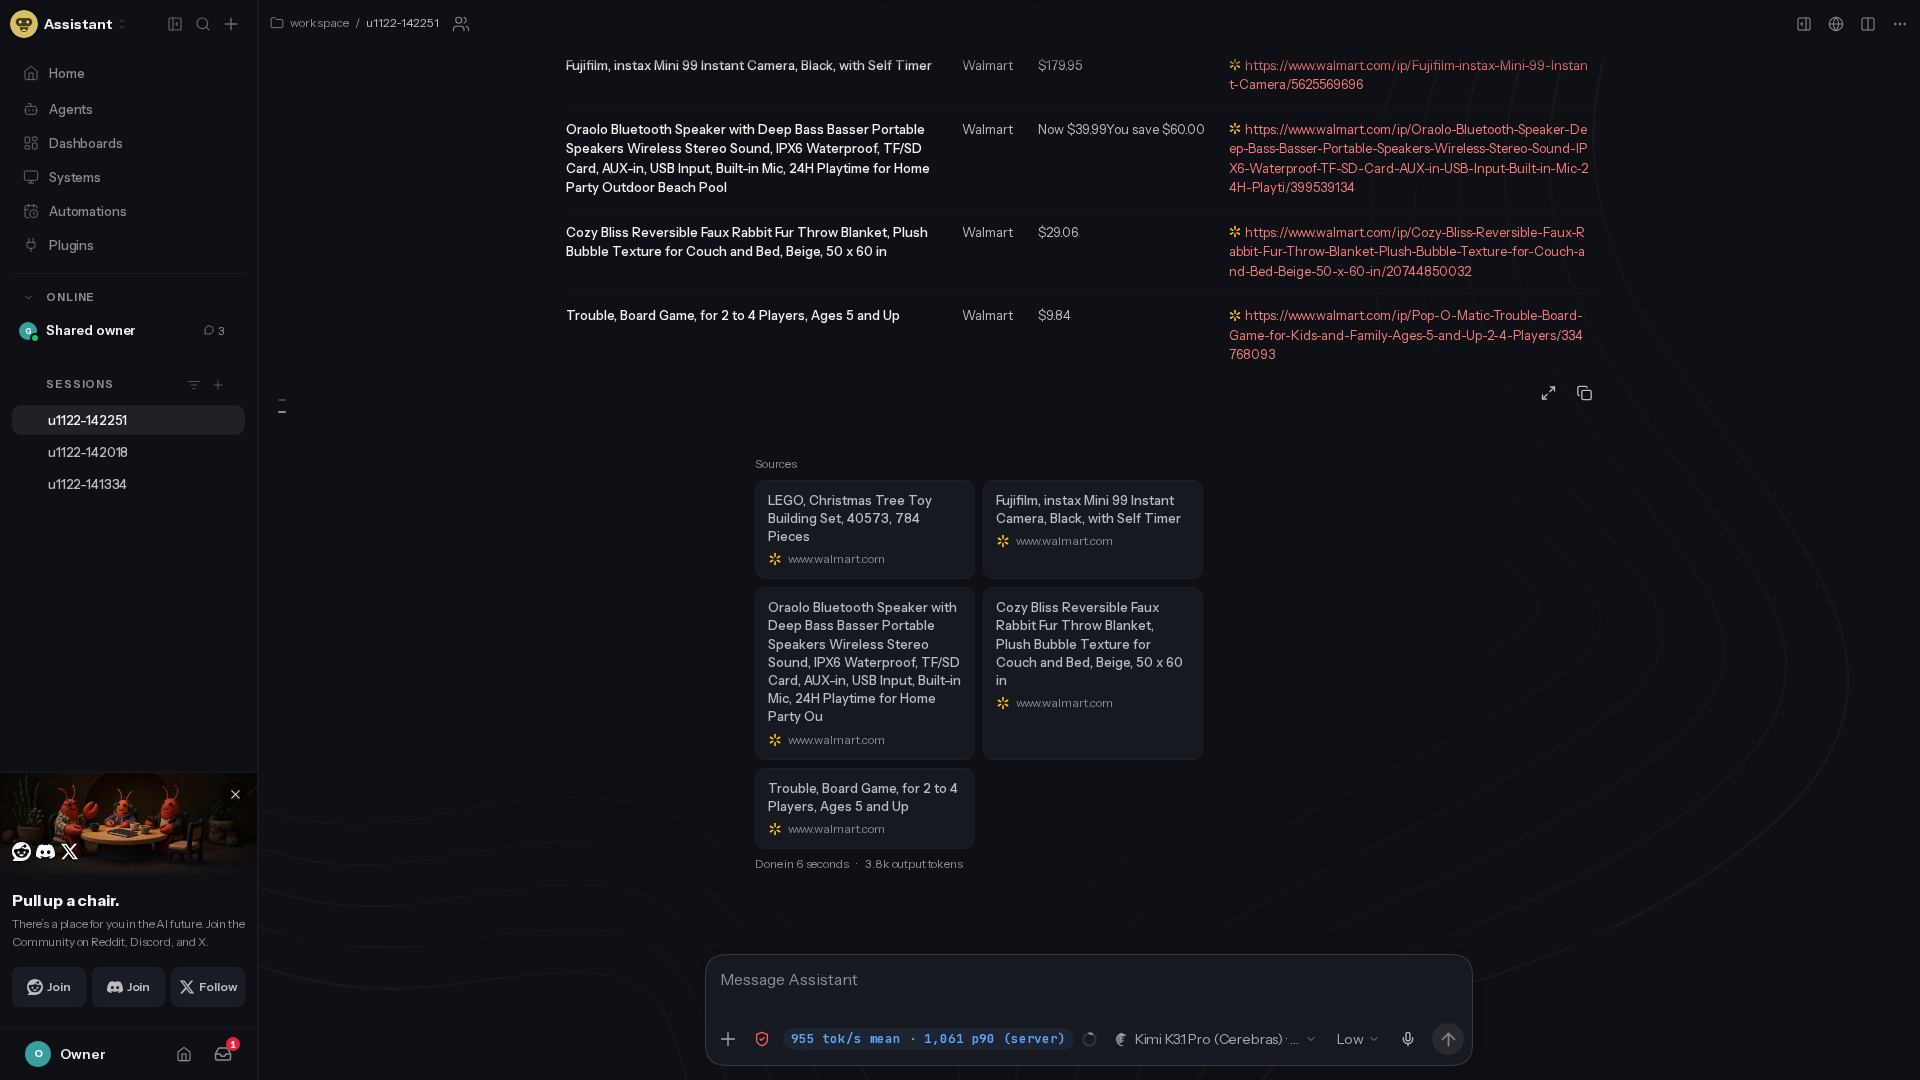 Assistant
workspace / u1122-142251
Home
Agents
Dashboards
Systems
Automations
Plugins
ONLINE
G Shared owner 3
SESSIONS
u1122-142251
u1122-142018
u1122-141334
Fujifilm, instax Mini 99 Instant Camera, Black, with Self Timer Walmart $179.95 https://www.walmart.com/ip/Fujifilm-instax-Mini-99-Instan
t-Camera/5625569696
Oraolo Bluetooth Speaker with Deep Bass Basser Portable Walmart Now $39.99You save $60.00 https://www.walmart.com/ip/Oraolo-Bluetooth-Speaker-De
Speakers Wireless Stereo Sound, IPX6 Waterproof, TF/SD ep-Bass-Basser-Portable-Speakers-Wireless-Stereo-Sound-IP
Card, AUX-in, USB Input, Built-in Mic, 24H Playtime for Home X6-Waterproof-TF-SD-Card-AUX-in-USB-Input-Built-in-Mic-2
Party Outdoor Beach Pool 4H-Playti/399539134
Cozy Bliss Reversible Faux Rabbit Fur Throw Blanket, Plush Walmart $29.06 https://www.walmart.com/ip/Cozy-Bliss-Reversible-Faux-R
Bubble Texture for Couch and Bed, Beige, 50 x 60 in abbit-Fur-Throw-Blanket-Plush-Bubble-Texture-for-Couch-a
nd-Bed-Beige-50-x-60-in/20744850032
Trouble, Board Game, for 2 to 4 Players, Ages 5 and Up Walmart $9.84 https://www.walmart.com/ip/Pop-O-Matic-Trouble-Board-
Game-for-Kids-and-Family-Ages-5-and-Up-2-4-Players/334
768093
Sources
LEGO, Christmas Tree Toy
Building Set, 40573, 784
Pieces
www.walmart.com
Fujifilm, instax Mini 99 Instant
Camera, Black, with Self Timer
www.walmart.com
Oraolo Bluetooth Speaker with
Deep Bass Basser Portable
Speakers Wireless Stereo
Sound, IPX6 Waterproof, TF/SD
Card, AUX-in, USB Input, Built-in
Mic, 24H Playtime for Home
Party Ou
www.walmart.com
Cozy Bliss Reversible Faux
Rabbit Fur Throw Blanket,
Plush Bubble Texture for
Couch and Bed, Beige, 50 x 60
in
www.walmart.com
Trouble, Board Game, for 2 to 4
Players, Ages 5 and Up
www.walmart.com
Done in 6 seconds · 3.8k output tokens
Pull up a chair.
There's a place for you in the AI future. Join the
Community on Reddit, Discord, and X.
Join Join Follow
O Owner 1
Message Assistant
955 tok/s mean · 1,061 p90 (server) Kimi K3.1 Pro (Cerebras) · ... Low